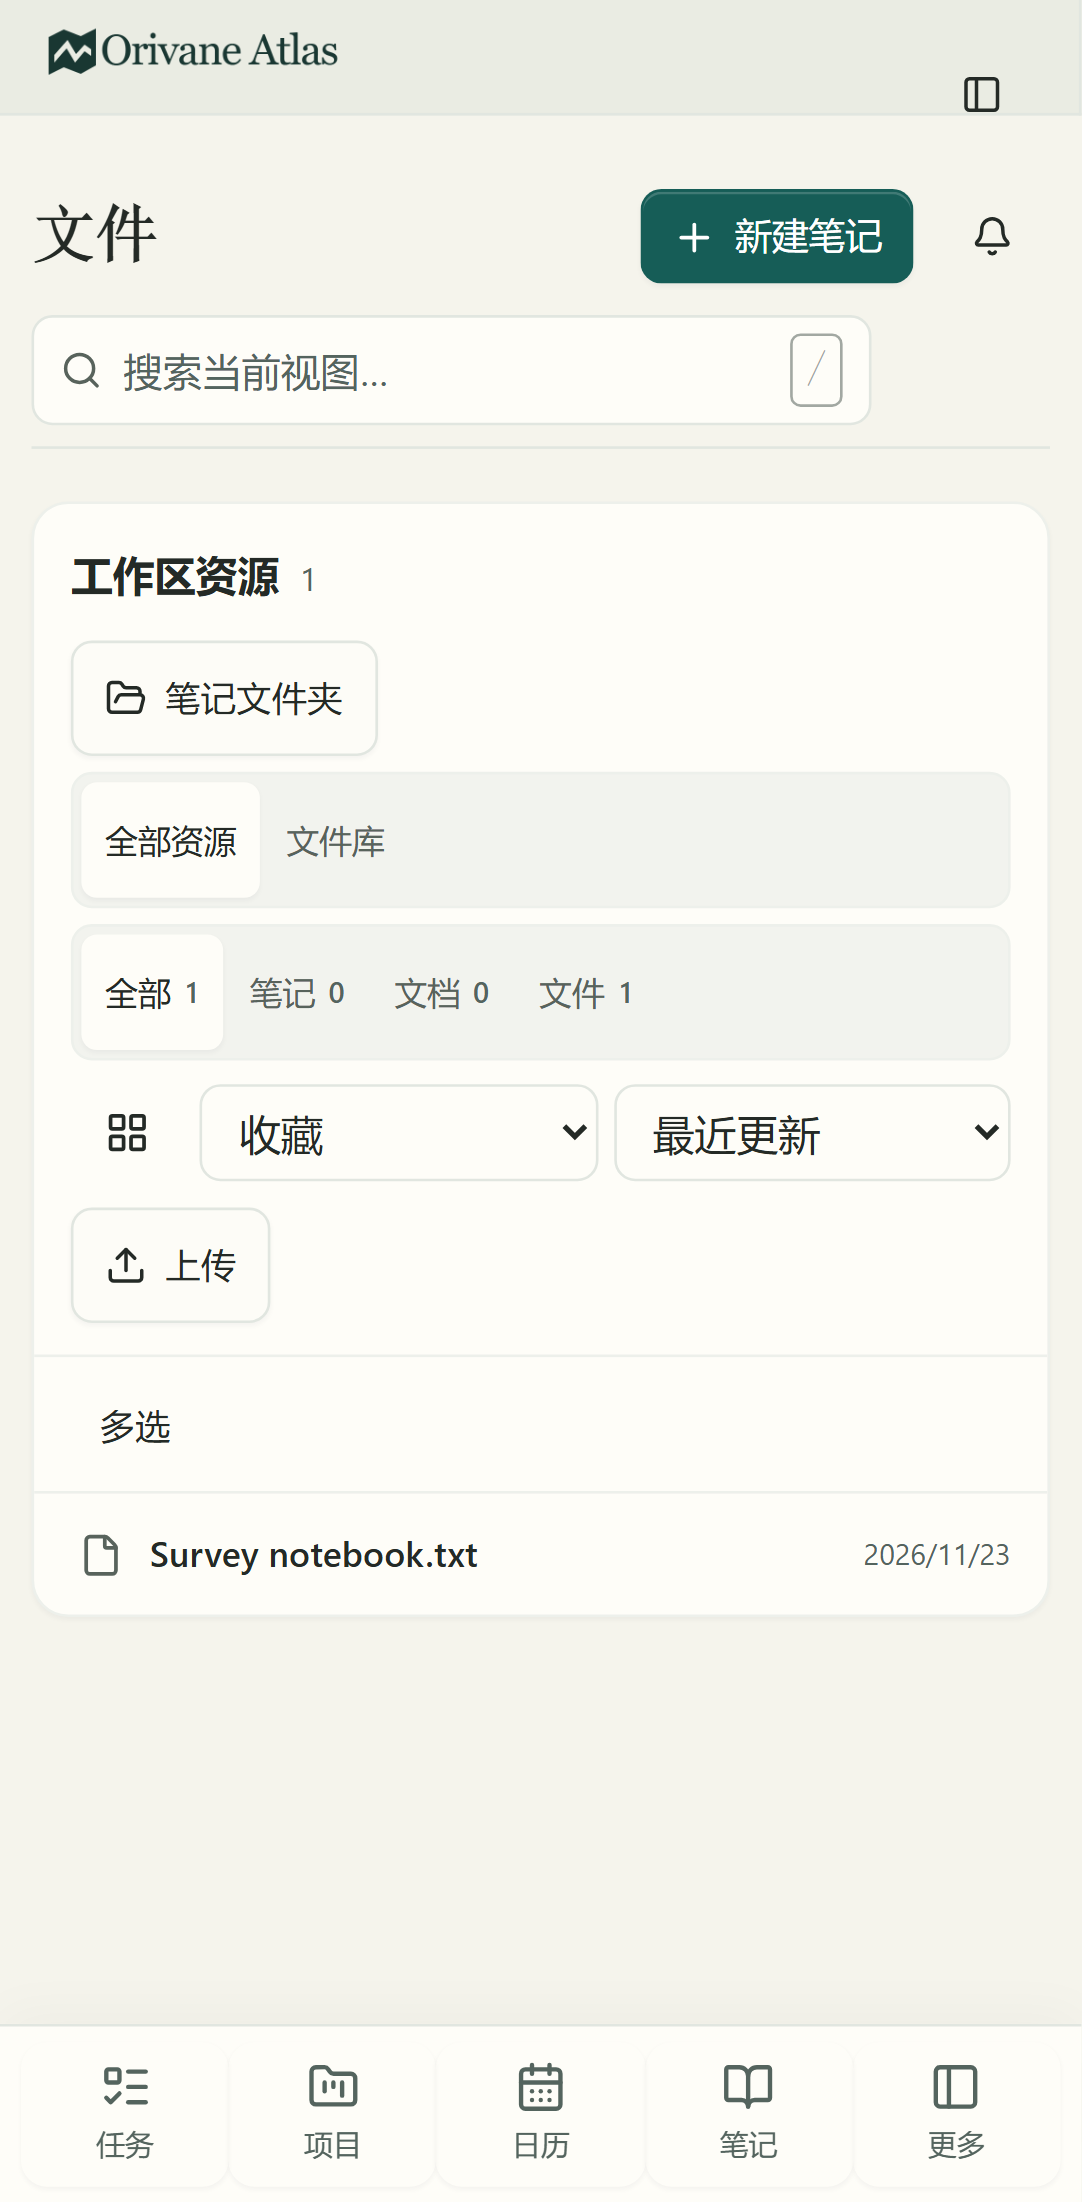 Orivane Atlas
文件
新建笔记
搜索当前视图...
/
工作区资源 1
笔记文件夹
全部资源 文件库
全部 1 笔记 0 文档 0 文件 1
收藏 最近更新
上传
多选
Survey notebook.txt 2026/11/23
任务 项目 日历 笔记 更多